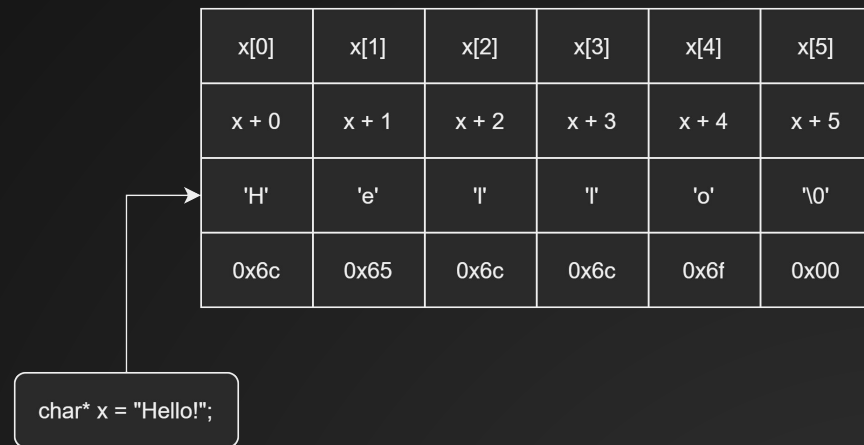 x[0] x[1] x[2] x[3] x[4] x[5]
x + 0 x + 1 x + 2 x + 3 x + 4 x + 5
'H' 'e' 'l' 'l' 'o' '\0'
0x6c 0x65 0x6c 0x6c 0x6f 0x00
char* x = "Hello!";